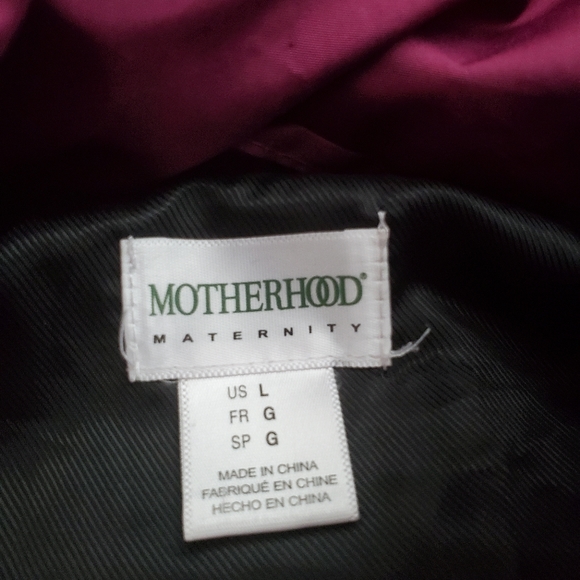 MOTHERHOOD®
MATERNITY
US L
FR G
SP G
MADE IN CHINA
FABRIQUÉ EN CHINE
HECHO EN CHINA